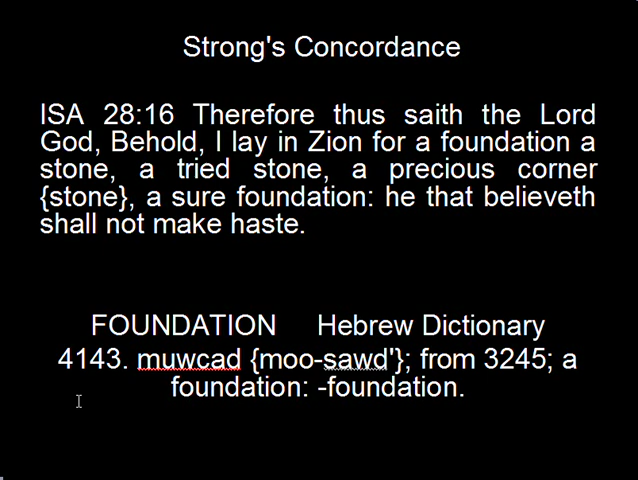 Strong's Concordance
ISA 28:16 Therefore thus saith the Lord
God, Behold, I lay in Zion for a foundation a
stone, a tried stone, a precious corner
{stone}, a sure foundation: he that believeth
shall not make haste.
FOUNDATION Hebrew Dictionary
4143. muwcad {moo-sawd'}; from 3245; a
foundation: -foundation.